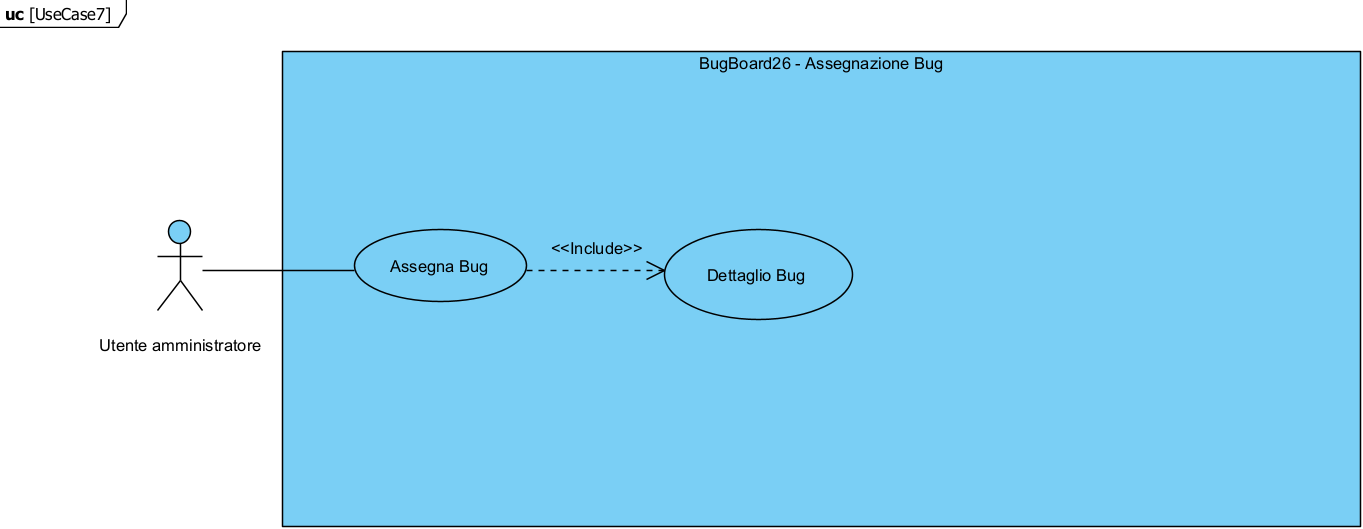 uc [UseCase7]
BugBoard26 - Assegnazione Bug
<<Include>>
Assegna Bug
Dettaglio Bug
Utente amministratore